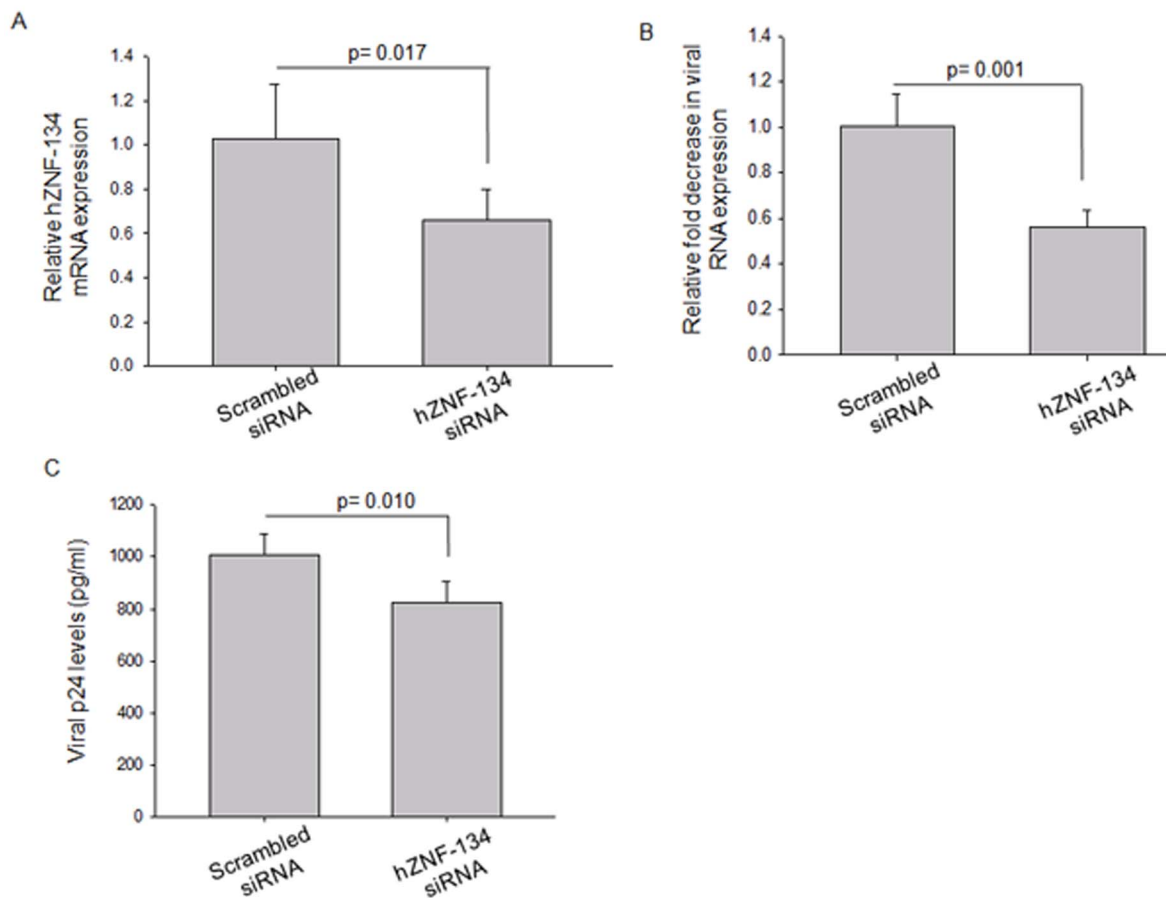 A
Relative hZNF-134
mRNA expression
1.4
1.2
1.0
0.8
0.6
0.4
0.2
0.0
p= 0.017
Scrambled
siRNA
hZNF-134
siRNA
B
Relative fold decrease in viral
RNA expression
1.4
1.2
1.0
0.8
0.6
0.4
0.2
0.0
p= 0.001
Scrambled
siRNA
hZNF-134
siRNA
C
Viral p24 levels (pg/ml)
1200
1000
800
600
400
200
0
p= 0.010
Scrambled
siRNA
hZNF-134
siRNA